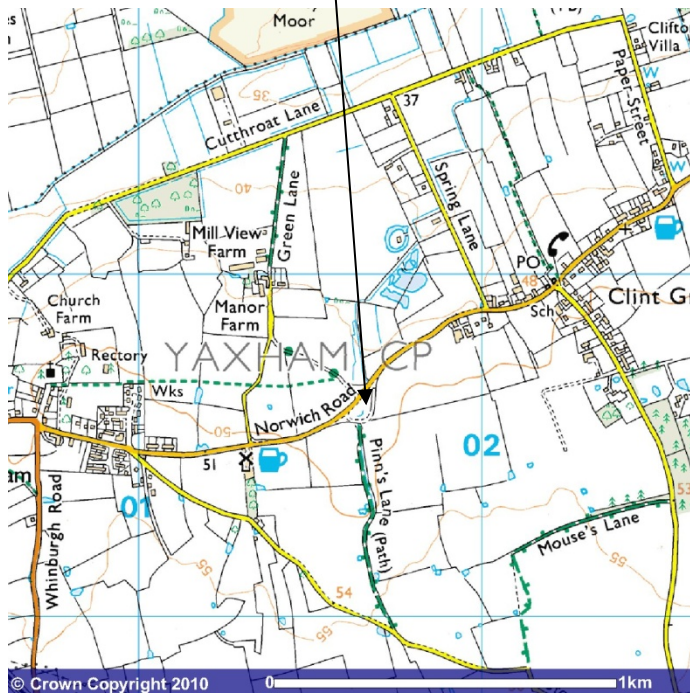 Moor
Clifto
Villa
W
Paper Street
37
35
Cutthroat Lane
40
Green Lane
Spring Lane
W
Mill View
Farm
PO
48
Sch
Clint G
Manor
Farm
Church
Farm
Rectory
YAXHAM CP
Wks
Norwich Road
50
51
Pinn's Lane (Path)
02
01
Whinburgh Road
53
Mouse's Lane
55
54
55
55
© Crown Copyright 2010 0 1km